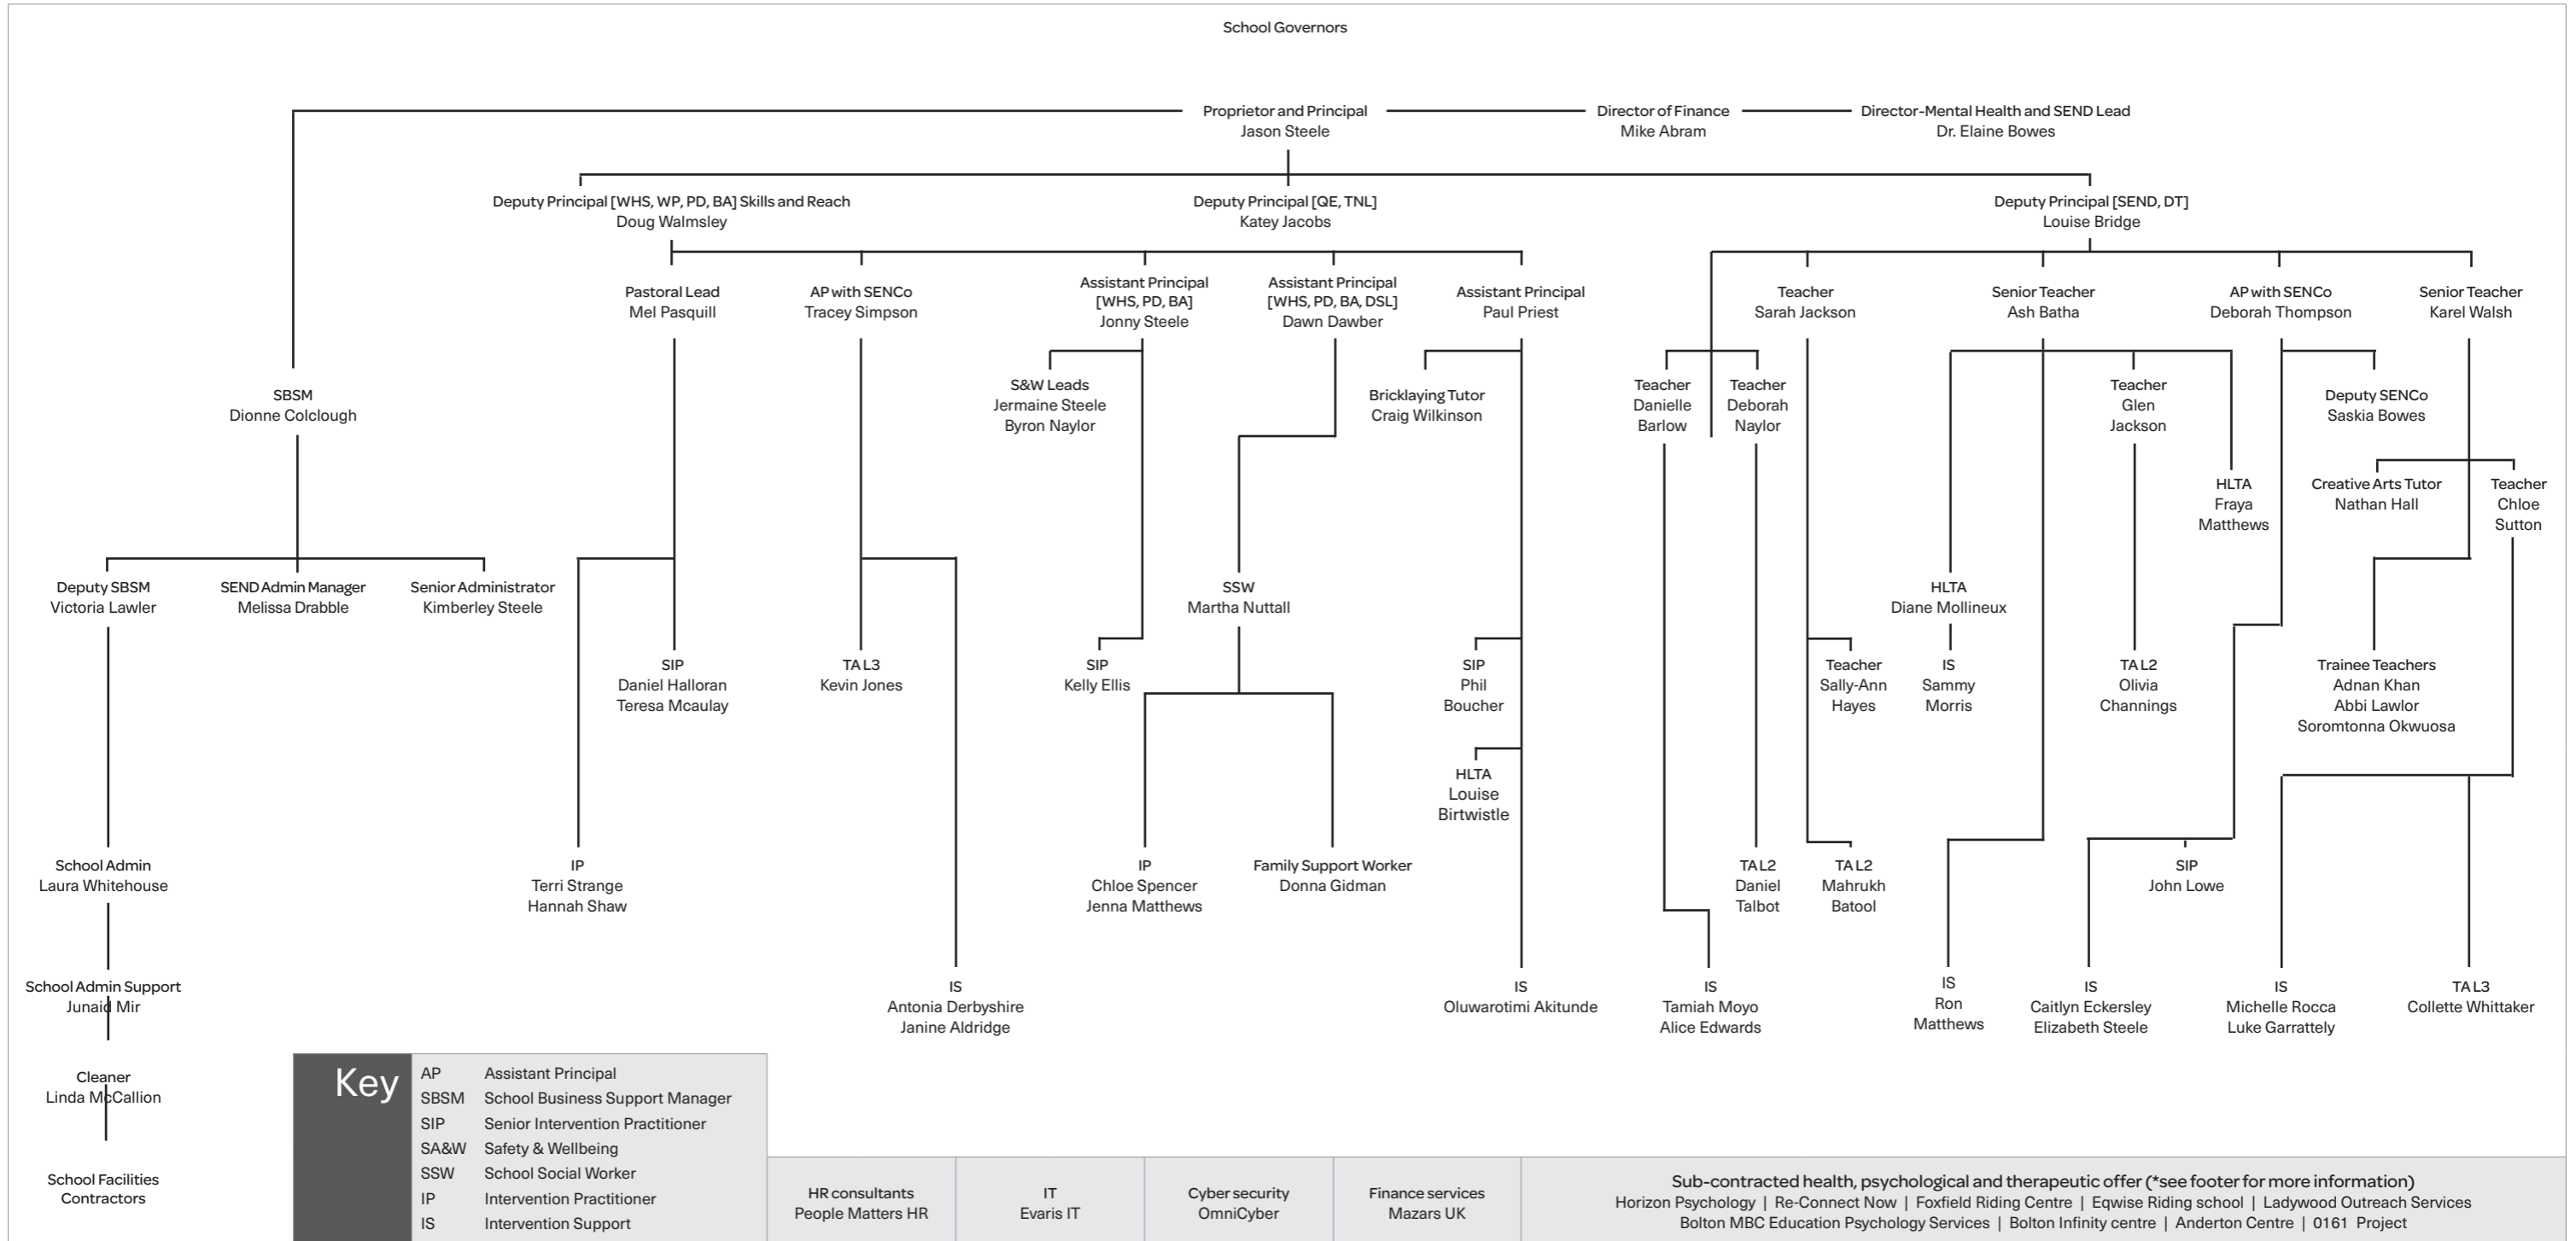 School Governors
Proprietor and Principal
Jason Steele
Director of Finance
Mike Abram
Director-Mental Health and SEND Lead
Dr. Elaine Bowes
Deputy Principal [WHS, WP, PD, BA] Skills and Reach
Doug Walmsley
Deputy Principal [QE, TNL]
Katey Jacobs
Deputy Principal [SEND, DT]
Louise Bridge
Pastoral Lead
Mel Pasquill
AP with SENCo
Tracey Simpson
Assistant Principal
[WHS, PD, BA]
Jonny Steele
Assistant Principal
[WHS, PD, BA, DSL]
Dawn Dawber
Assistant Principal
Paul Priest
Teacher
Sarah Jackson
Senior Teacher
Ash Batha
AP with SENCo
Deborah Thompson
Senior Teacher
Karel Walsh
SBSM
Dionne Colclough
S&W Leads
Jermaine Steele
Byron Naylor
Bricklaying Tutor
Craig Wilkinson
Teacher
Danielle
Barlow
Teacher
Deborah
Naylor
Teacher
Glen
Jackson
Deputy SENCo
Saskia Bowes
HLTA
Fraya
Matthews
Creative Arts Tutor
Nathan Hall
Teacher
Chloe
Sutton
Deputy SBSM
Victoria Lawler
SEND Admin Manager
Melissa Drabble
Senior Administrator
Kimberley Steele
SSW
Martha Nuttall
HLTA
Diane Mollineux
SIP
Daniel Halloran
Teresa Mcaulay
TA L3
Kevin Jones
SIP
Kelly Ellis
SIP
Phil
Boucher
Teacher
Sally-Ann
Hayes
IS
Sammy
Morris
TA L2
Olivia
Channings
Trainee Teachers
Adnan Khan
Abbi Lawlor
Soromtonna Okwuosa
HLTA
Louise
Birtwistle
School Admin
Laura Whitehouse
IP
Terri Strange
Hannah Shaw
IP
Chloe Spencer
Jenna Matthews
Family Support Worker
Donna Gidman
TA L2
Daniel
Talbot
TA L2
Mahrukh
Batool
SIP
John Lowe
School Admin Support
Junaid Mir
IS
Antonia Derbyshire
Janine Aldridge
IS
Oluwarotimi Akitunde
IS
Tamiah Moyo
Alice Edwards
IS
Ron
Matthews
IS
Caitlyn Eckersley
Elizabeth Steele
IS
Michelle Rocca
Luke Garrattely
TA L3
Collette Whittaker
Cleaner
Linda McCallion
School Facilities
Contractors
Key
AP Assistant Principal
SBSM School Business Support Manager
SIP Senior Intervention Practitioner
SA&W Safety & Wellbeing
SSW School Social Worker
IP Intervention Practitioner
IS Intervention Support
HR consultants
People Matters HR
IT
Evaris IT
Cyber security
OmniCyber
Finance services
Mazars UK
Sub-contracted health, psychological and therapeutic offer (*see footer for more information)
Horizon Psychology | Re-Connect Now | Foxfield Riding Centre | Eqwise Riding school | Ladywood Outreach Services
Bolton MBC Education Psychology Services | Bolton Infinity centre | Anderton Centre | 0161 Project